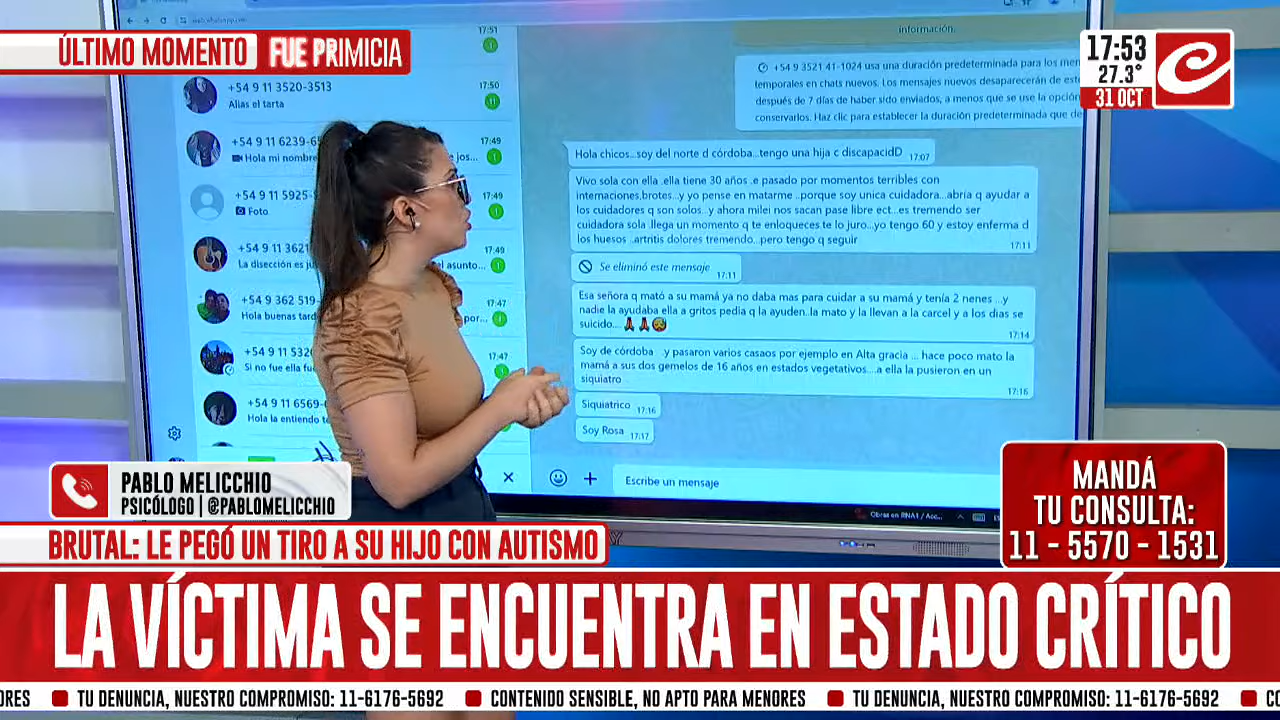 ÚLTIMO MOMENTO
FUE PRIMICIA
17:53
27.3°
31 OCT
17:51
+54 9 11 3520-3513
17:50
Alias el tarta
+54 9 11 6239-6
17:49
Hola mi nombre
jos...
+54 9 11 5925-
17:49
Foto
+54 9 11 3621
17:49
La disección es
el asunto...
+54 9 362 519-
17:47
Hola buenas
por...
+54 9 11 532
17:47
Si no fue ella
+54 9 11 6569-
Hola la entiendo
información.
+54 9 3521 41-1024 usa una duración predeterminada para los
temporales en chats nuevos. Los mensajes nuevos desaparecerán de
después de 7 días de haber sido enviados, a menos que se use la
conservarlos. Haz clic para establecer la duración predeterminada que
Hola chicos...soy del norte d córdoba...tengo una hija c discapacidD 17:07
Vivo sola con ella .ella tiene 30 años .e pasado por momentos terribles con
internaciones.brotes...y yo pense en matarme ..porque soy unica cuidadora...abría q ayudar a
los cuidadores q son solos...y ahora milei nos sacan pase libre ect...es tremendo ser
cuidadora sola .llega un momento q te enloqueces.te lo juro...yo tengo 60 y estoy enferma d
los huesos ..artritis dolores tremendo...pero tengo q seguir
17:11
Se eliminó este mensaje 17:11
Esa señora q mató a su mamá ya no daba mas para cuidar a su mamá y tenía 2 nenes ...y
nadie la ayudaba ella a gritos pedia q la ayuden..la mato y la llevan a la carcel y a los dias se
suicido...
17:14
Soy de córdoba ..y pasaron varios casaos por ejemplo en Alta gracia ... hace poco mato la
mamá a sus dos gemelos de 16 años en estados vegetativos....a ella la pusieron en un
siquiatro
17:16
Siquiatrico 17:16
Soy Rosa 17:17
Escribe un mensaje
PABLO MELICCHIO
PSICÓLOGO | @PABLOMELICCHIO
MANDÁ
TU CONSULTA:
11 - 5570 - 1531
BRUTAL: LE PEGÓ UN TIRO A SU HIJO CON AUTISMO
LA VÍCTIMA SE ENCUENTRA EN ESTADO CRÍTICO
ORES TU DENUNCIA, NUESTRO COMPROMISO: 11-6176-5692 CONTENIDO SENSIBLE, NO APTO PARA MENORES TU DENUNCIA, NUESTRO COMPROMISO: 11-6176-5692 CO